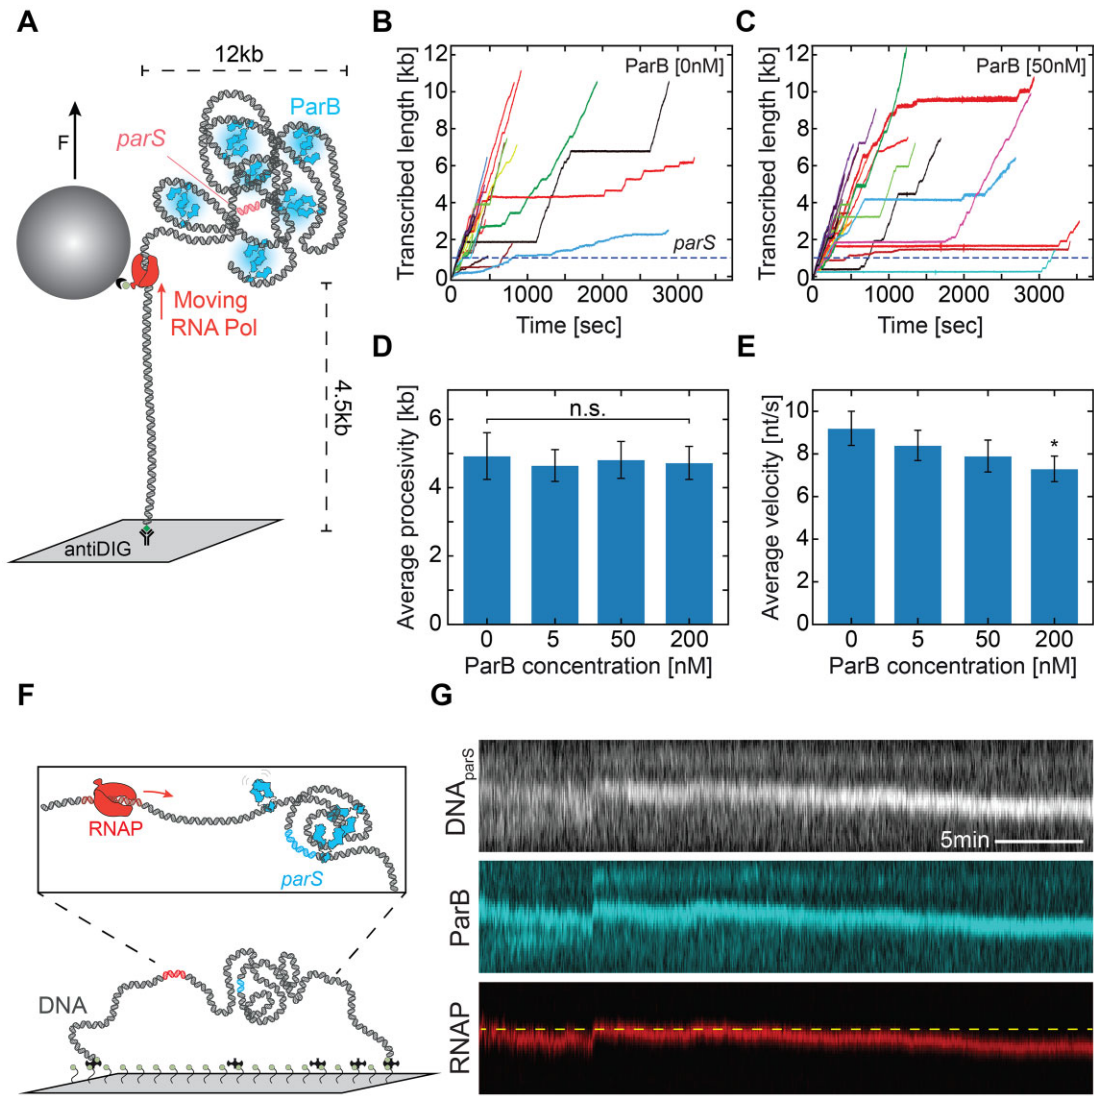 A
12kb
ParB
parS
F
Moving
RNA Pol
4.5kb
antiDIG
B
Transcribed length [kb]
12
10
8
6
4
2
0
ParB [0nM]
parS
0
1000
2000
3000
Time [sec]
C
Transcribed length [kb]
12
10
8
6
4
2
0
ParB [50nM]
0
1000
2000
3000
Time [sec]
D
Average procesivity [kb]
6
4
2
0
n.s.
0
5
50
200
ParB concentration [nM]
E
Average velocity [nt/s]
10
8
6
4
2
0
*
0
5
50
200
ParB concentration [nM]
F
RNAP
parS
DNA
G
DNAparS
5min
ParB
RNAP